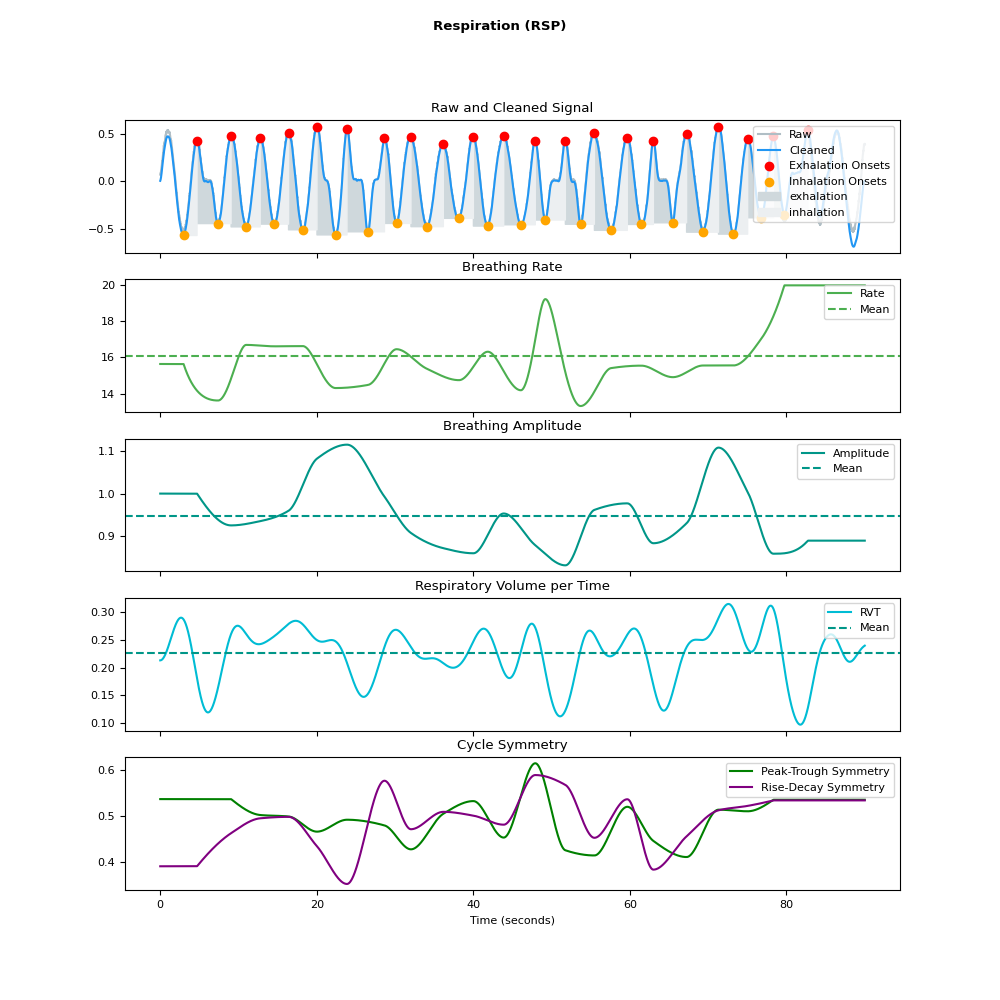 Respiration (RSP)
Raw and Cleaned Signal
0.5
0.0
−0.5
Raw
Cleaned
Exhalation Onsets
Inhalation Onsets
exhalation
inhalation
Breathing Rate
20
18
16
14
Rate
Mean
Breathing Amplitude
1.1
1.0
0.9
Amplitude
Mean
Respiratory Volume per Time
0.30
0.25
0.20
0.15
0.10
RVT
Mean
Cycle Symmetry
0.6
0.5
0.4
Peak-Trough Symmetry
Rise-Decay Symmetry
0 20 40 60 80
Time (seconds)